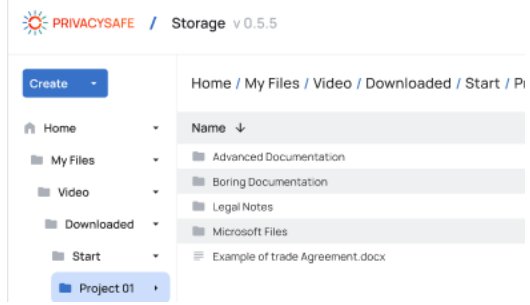 PRIVACYSAFE / Storage v 0.5.5
Create
Home / My Files / Video / Downloaded / Start / Pr
Home
Name
My Files
Advanced Documentation
Video
Boring Documentation
Legal Notes
Downloaded
Microsoft Files
Start
Example of trade Agreement.docx
Project 01